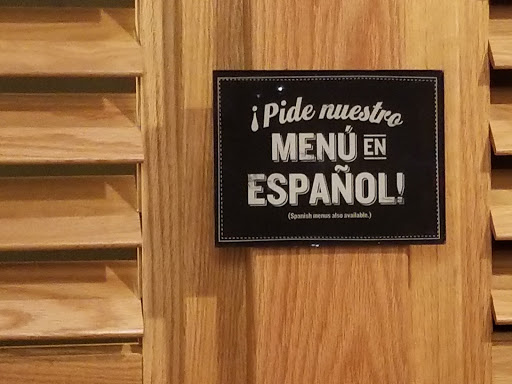 ¡Pide nuestro
MENÚ EN
ESPAÑOL!
(Spanish menus also available.)